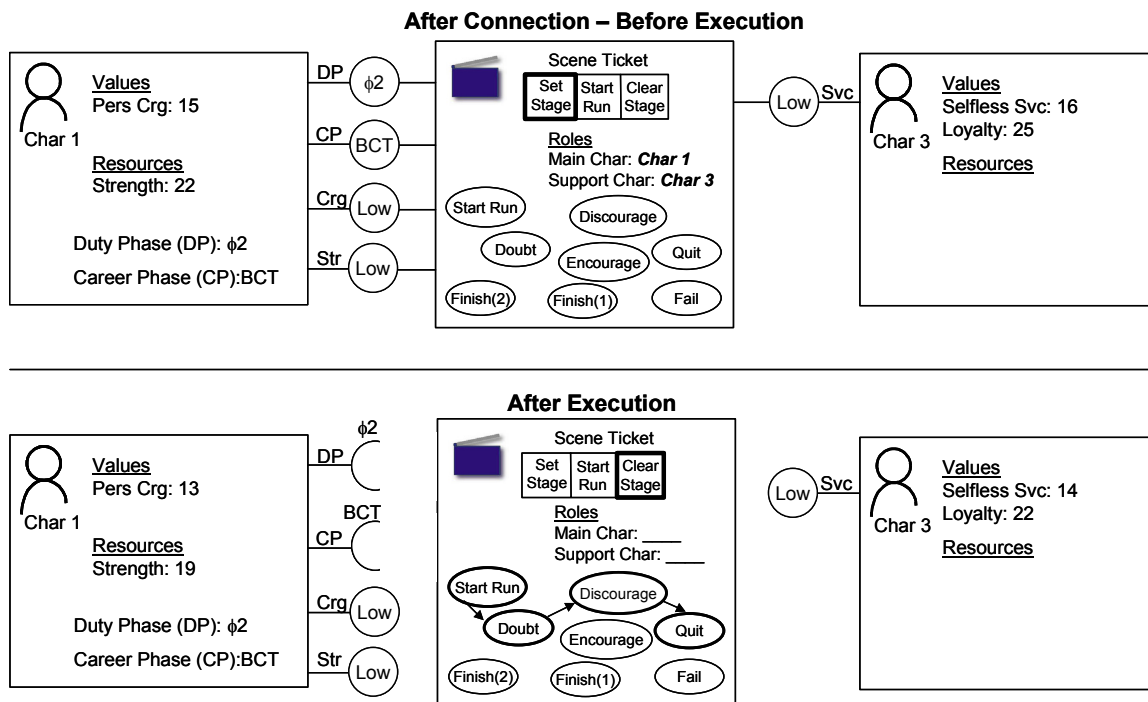 After Connection – Before Execution
Char 1
Values
Pers Crg: 15
Resources
Strength: 22
Duty Phase (DP): ϕ2
Career Phase (CP):BCT
DP
ϕ2
CP
BCT
Crg
Low
Str
Low
Scene Ticket
Set Stage
Start Run
Clear Stage
Roles
Main Char: Char 1
Support Char: Char 3
Start Run
Discourage
Doubt
Encourage
Quit
Finish(2)
Finish(1)
Fail
Low
Svc
Char 3
Values
Selfless Svc: 16
Loyalty: 25
Resources
After Execution
Char 1
Values
Pers Crg: 13
Resources
Strength: 19
Duty Phase (DP): ϕ2
Career Phase (CP):BCT
ϕ2
DP
BCT
CP
Crg
Low
Str
Low
Scene Ticket
Set Stage
Start Run
Clear Stage
Roles
Main Char: ____
Support Char: ____
Start Run
Discourage
Doubt
Encourage
Quit
Finish(2)
Finish(1)
Fail
Low
Svc
Char 3
Values
Selfless Svc: 14
Loyalty: 22
Resources